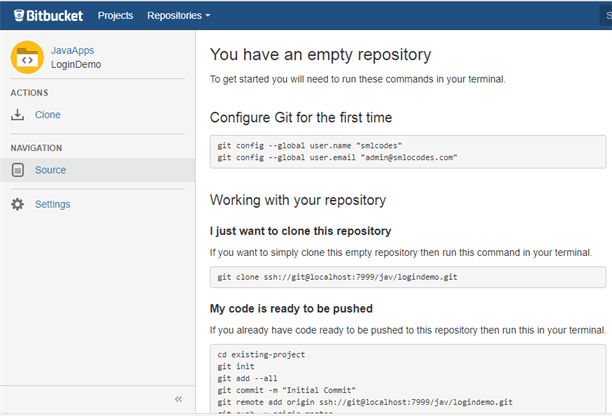 Bitbucket Projects Repositories S
JavaApps
LoginDemo
ACTIONS
Clone
NAVIGATION
Source
Settings
«
You have an empty repository
To get started you will need to run these commands in your terminal.
Configure Git for the first time
git config --global user.name "smlcodes"
git config --global user.email "admin@smlocodes.com"
Working with your repository
I just want to clone this repository
If you want to simply clone this empty repository then run this command in your terminal.
git clone ssh://git@localhost:7999/jav/logindemo.git
My code is ready to be pushed
If you already have code ready to be pushed to this repository then run this in your terminal.
cd existing-project
git init
git add --all
git commit -m "Initial Commit"
git remote add origin ssh://git@localhost:7999/jav/logindemo.git
git push -u origin master